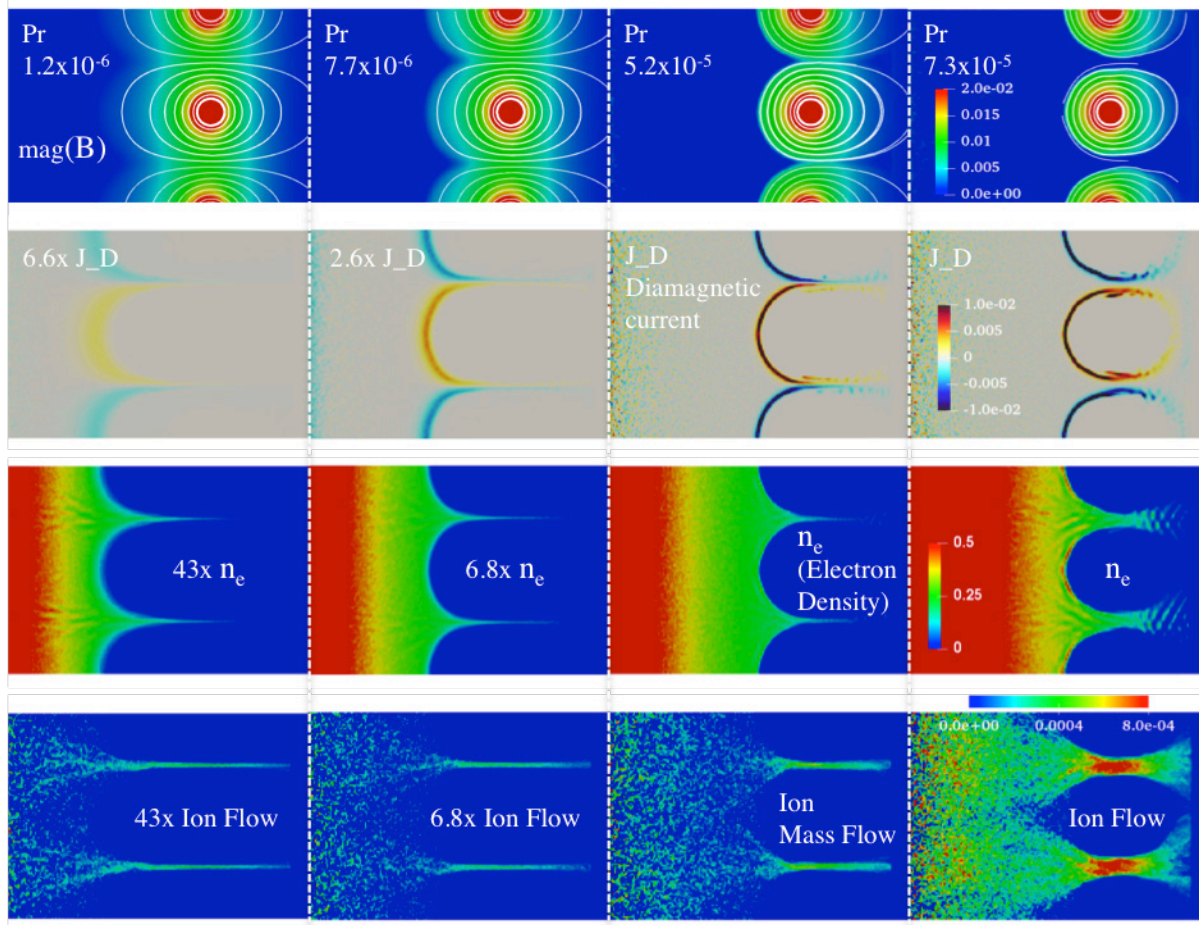 Pr
1.2x10-6
mag(B)
Pr
7.7x10-6
Pr
5.2x10-5
Pr
7.3x10-5
2.0e-02
0.015
0.01
0.005
0.0e+00
6.6x J_D
2.6x J_D
J_D
Diamagnetic
current
J_D
1.0e-02
0.005
0
-0.005
-1.0e-02
43x ne
6.8x ne
ne
(Electron
Density)
0.5
0.25
0
ne
43x Ion Flow
6.8x Ion Flow
Ion
Mass Flow
0.0e+00 0.0004 8.0e-04
Ion Flow